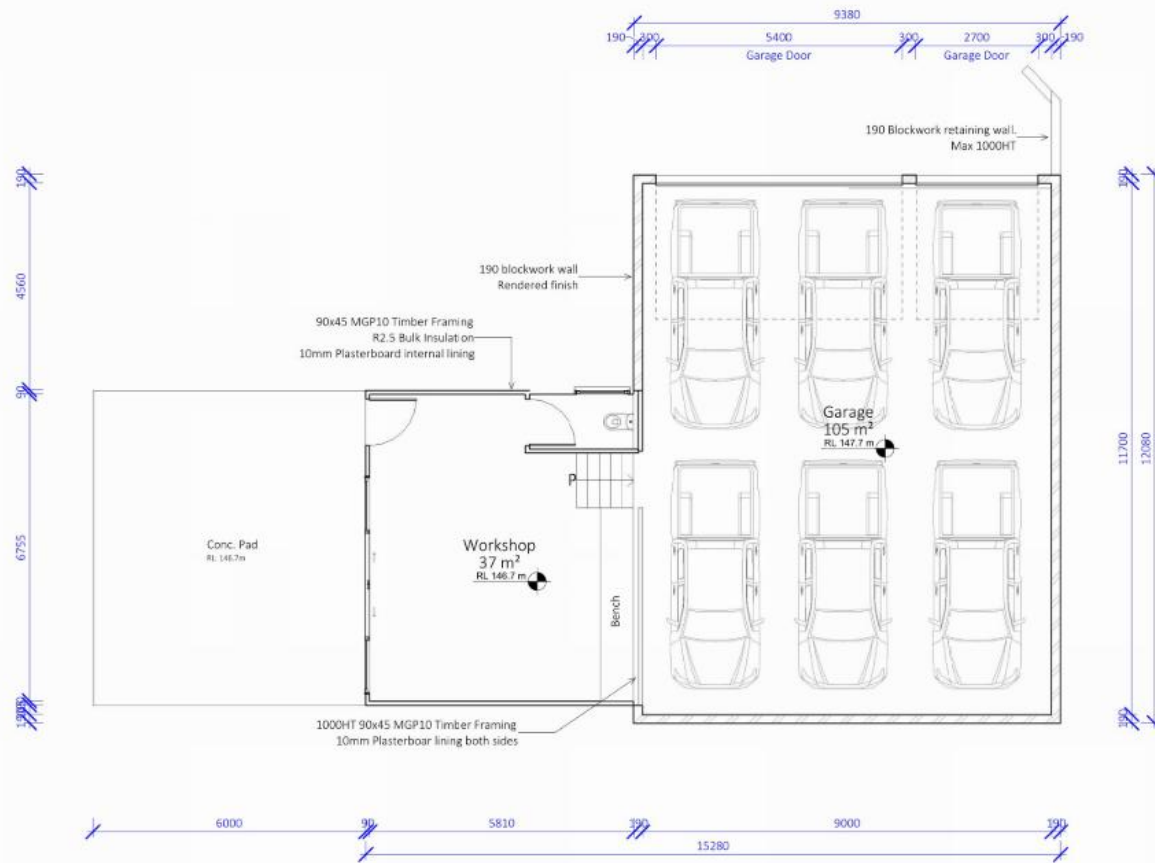 9380
190
300
5400
300
2700
300
190
Garage Door
Garage Door
190 Blockwork retaining wall.
Max 1000HT
190
190
190 blockwork wall
Rendered finish
4560
90x45 MGP10 Timber Framing
R2.5 Bulk Insulation
10mm Plasterboard internal lining
90
Garage
105 m²
RL 147.7 m
11700
12080
P
Conc. Pad
RL 146.7m
Workshop
37 m²
RL 146.7 m
6755
Bench
1000HT 90x45 MGP10 Timber Framing
10mm Plasterboar lining both sides
190
190
6000
90
5810
190
9000
190
15280